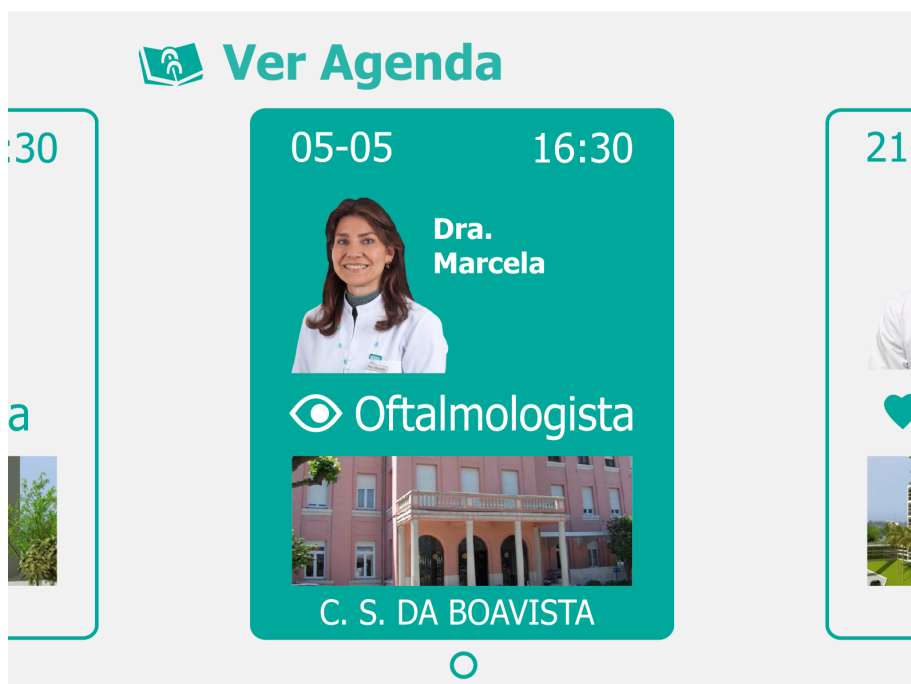 Ver Agenda
:30
05-05
16:30
21
Dra.
Marcela
a
Oftalmologista
C. S. DA BOAVISTA